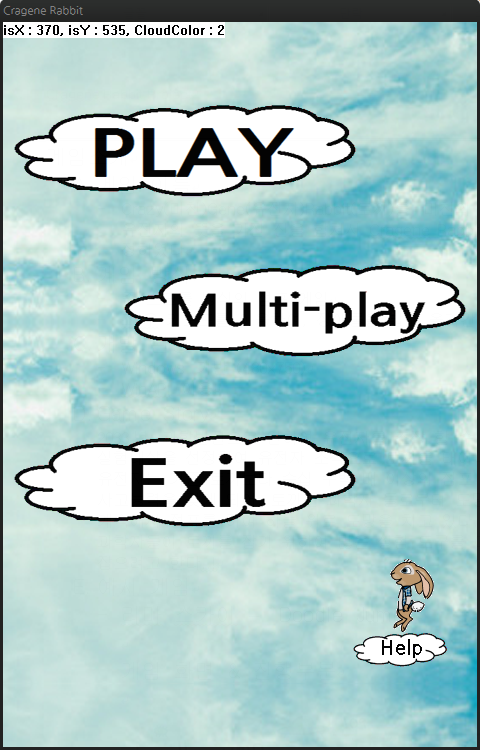 Cragene Rabbit
isX : 370, isY : 535, CloudColor : 2
PLAY
Multi-play
Exit
Help